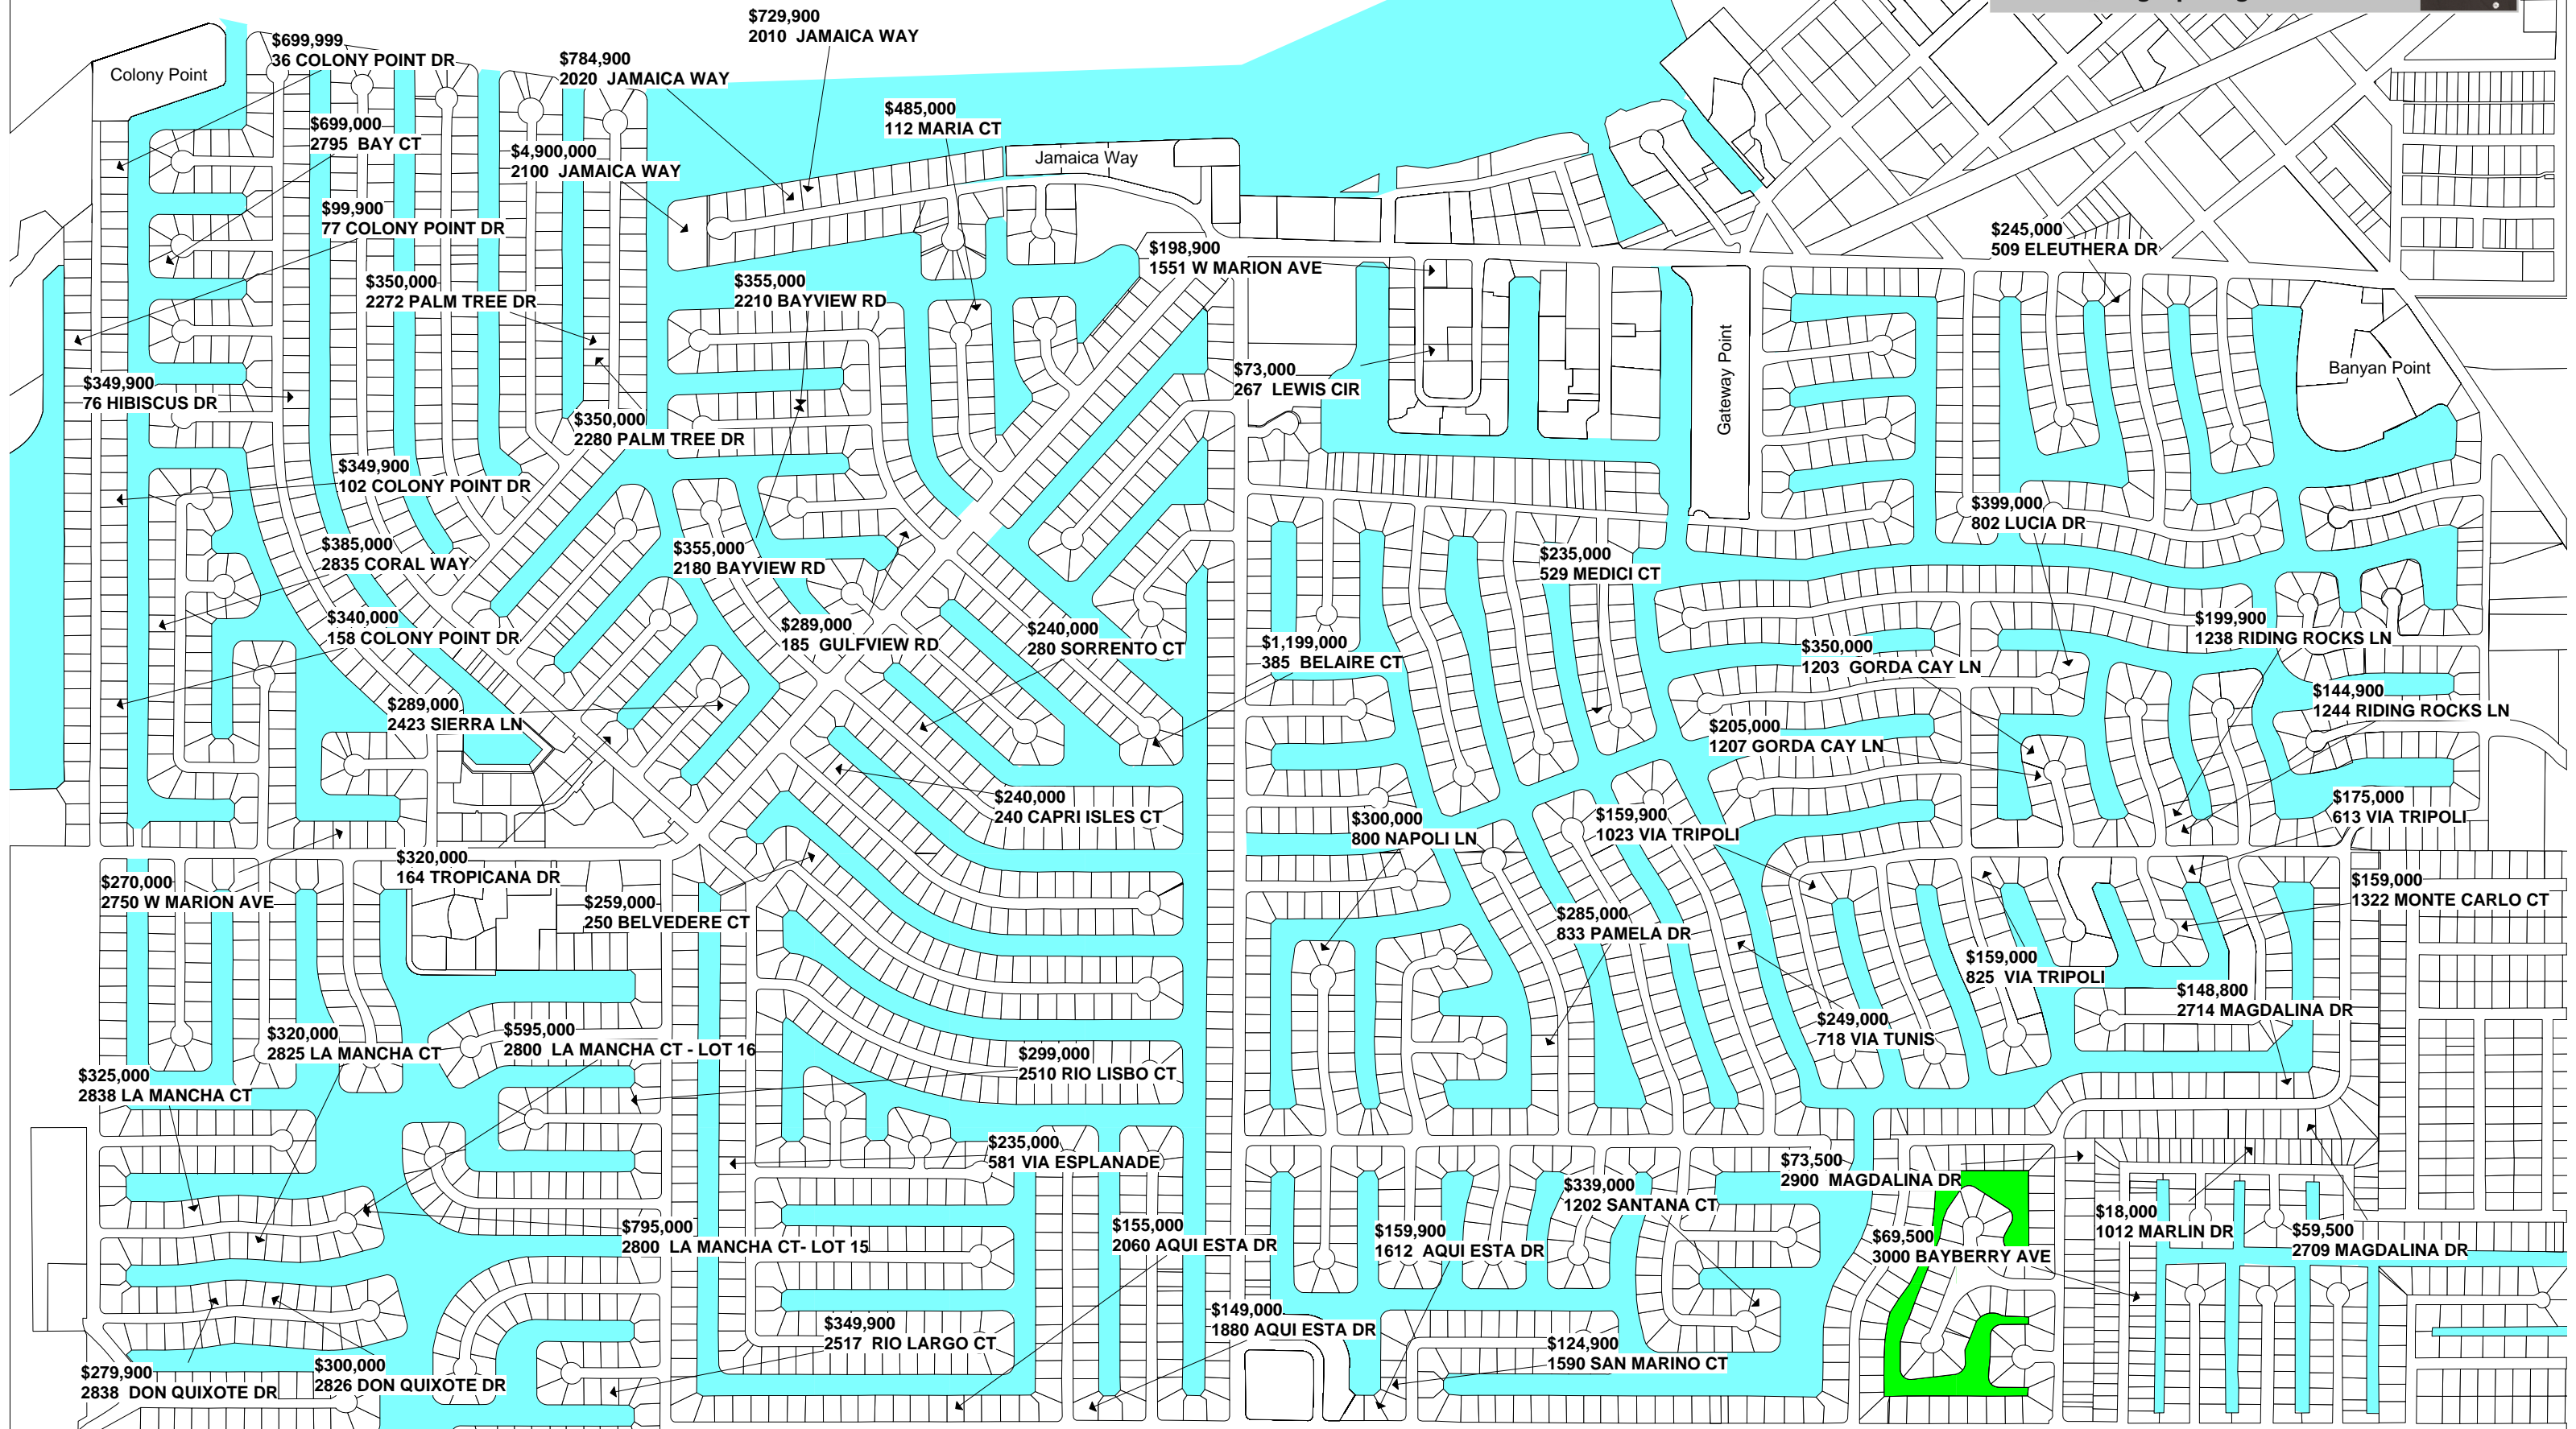 $729,900
2010 JAMAICA WAY
$699,999
36 COLONY POINT DR
Colony Point
$784,900
2020 JAMAICA WAY
$485,000
112 MARIA CT
$699,000
2795 BAY CT
$4,900,000
2100 JAMAICA WAY
Jamaica Way
$99,900
77 COLONY POINT DR
$245,000
509 ELEUTHERA DR
$198,900
1551 W MARION AVE
$350,000
2272 PALM TREE DR
$355,000
2210 BAYVIEW RD
$73,000
267 LEWIS CIR
Gateway Point
Banyan Point
$349,900
76 HIBISCUS DR
$350,000
2280 PALM TREE DR
$349,900
102 COLONY POINT DR
$399,000
802 LUCIA DR
$385,000
2835 CORAL WAY
$355,000
2180 BAYVIEW RD
$235,000
529 MEDICI CT
$340,000
158 COLONY POINT DR
$289,000
185 GULFVIEW RD
$240,000
280 SORRENTO CT
$1,199,000
385 BELAIRE CT
$350,000
1203 GORDA CAY LN
$199,900
1238 RIDING ROCKS LN
$289,000
2423 SIERRA LN
$144,900
1244 RIDING ROCKS LN
$205,000
1207 GORDA CAY LN
$240,000
240 CAPRI ISLES CT
$300,000
800 NAPOLI LN
$159,900
1023 VIA TRIPOLI
$175,000
613 VIA TRIPOLI
$320,000
164 TROPICANA DR
$270,000
2750 W MARION AVE
$259,000
250 BELVEDERE CT
$159,000
1322 MONTE CARLO CT
$285,000
833 PAMELA DR
$159,000
825 VIA TRIPOLI
$148,800
2714 MAGDALINA DR
$320,000
2825 LA MANCHA CT
$595,000
2800 LA MANCHA CT - LOT 16
$249,000
718 VIA TUNIS
$299,000
2510 RIO LISBO CT
$325,000
2838 LA MANCHA CT
$235,000
581 VIA ESPLANADE
$73,500
2900 MAGDALINA DR
$339,000
1202 SANTANA CT
$795,000
2800 LA MANCHA CT- LOT 15
$155,000
2060 AQUI ESTA DR
$159,900
1612 AQUI ESTA DR
$69,500
3000 BAYBERRY AVE
$18,000
1012 MARLIN DR
$59,500
2709 MAGDALINA DR
$349,900
2517 RIO LARGO CT
$149,000
1880 AQUI ESTA DR
$124,900
1590 SAN MARINO CT
$279,900
2838 DON QUIXOTE DR
$300,000
2826 DON QUIXOTE DR